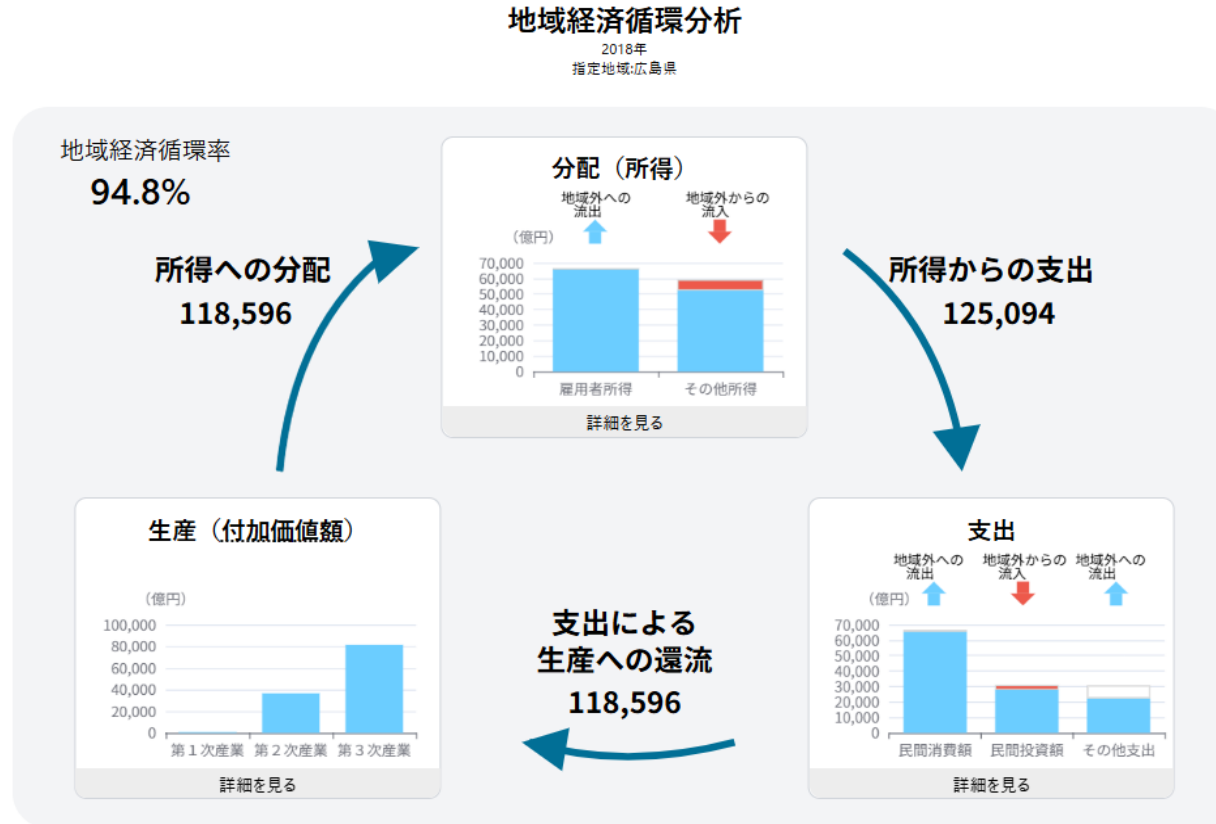 地域経済循環分析
2018年
指定地域:広島県
地域経済循環率
94.8%
所得への分配
118,596
分配（所得）
地域外への
流出
地域外からの
流入
（億円）
70,000
60,000
50,000
40,000
30,000
20,000
10,000
0
雇用者所得
その他所得
詳細を見る
所得からの支出
125,094
生産（付加価値額）
（億円）
100,000
80,000
60,000
40,000
20,000
0
第１次産業
第２次産業
第３次産業
詳細を見る
支出による
生産への還流
118,596
支出
地域外への
流出
地域外からの
流入
地域外への
流出
（億円）
70,000
60,000
50,000
40,000
30,000
20,000
10,000
0
民間消費額
民間投資額
その他支出
詳細を見る